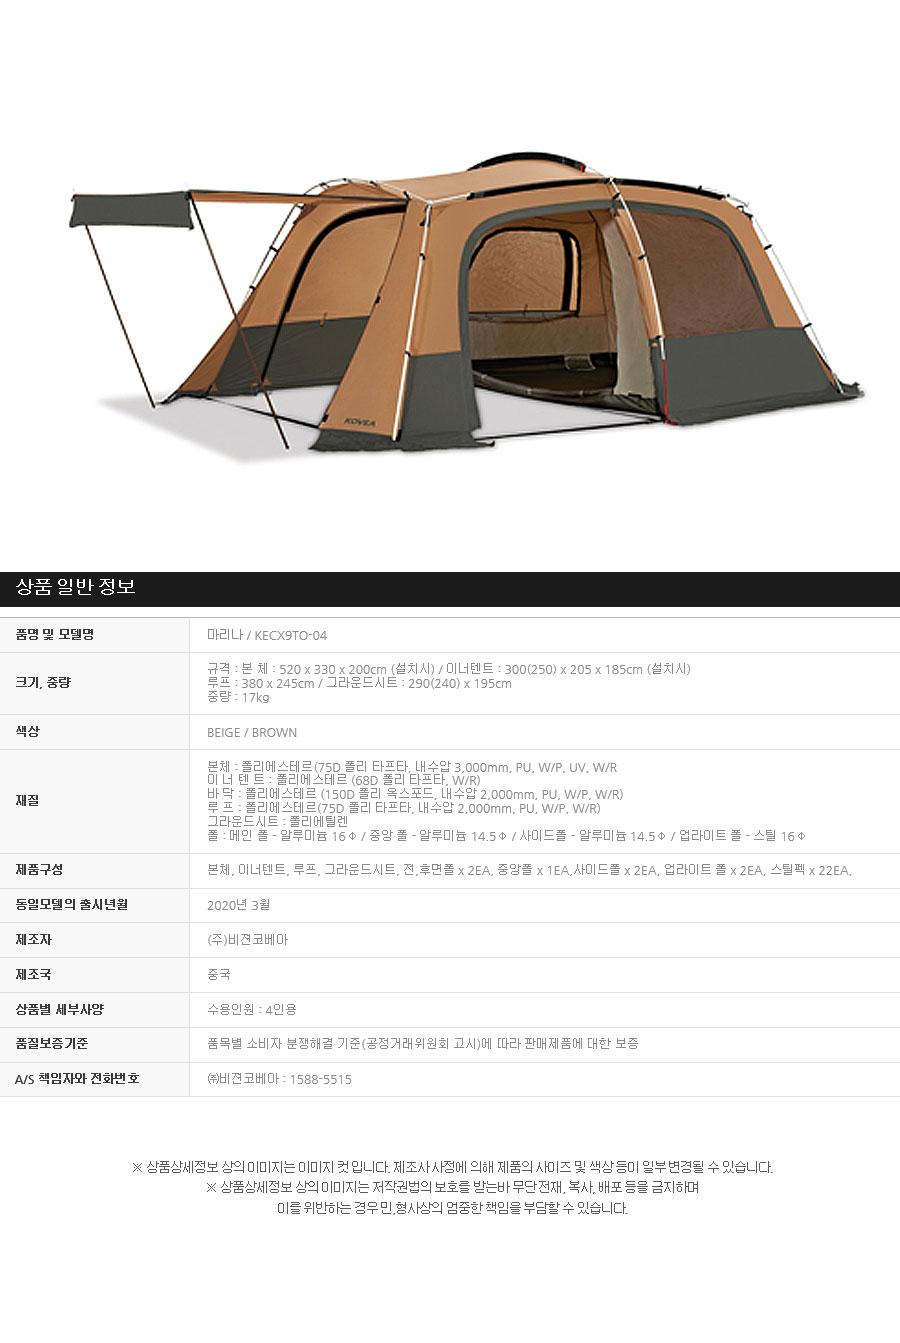 KOVEA
상품 일반 정보
품명 및 모델명
마리나 / KECX9TO-04
크기, 중량
규격 : 본 체 : 520 x 330 x 200cm (설치시) / 이너텐트 : 300(250) x 205 x 185cm (설치시)
루프 : 380 x 245cm / 그라운드시트 : 290(240) x 195cm
중량 : 17kg
색상
BEIGE / BROWN
재질
본체 : 폴리에스테르(75D 폴리 타프타, 내수압 3,000mm, PU, W/P, UV, W/R
이 너 텐 트 : 폴리에스테르 (68D 폴리 타프타, W/R)
바 닥 : 폴리에스테르 (150D 폴리 옥스포드, 내수압 2,000mm, PU, W/P, W/R)
루 프 : 폴리에스테르(75D 폴리 타프타, 내수압 2,000mm, PU, W/P, W/R)
그라운드시트 : 폴리에틸렌
폴 : 메인 폴 - 알루미늄 16Φ / 중앙 폴 - 알루미늄 14.5Φ / 사이드폴 - 알루미늄 14.5Φ / 업라이트 폴 - 스틸 16Φ
제품구성
본체, 이너텐트, 루프, 그라운드시트, 전,후면폴 x 2EA, 중앙폴 x 1EA,사이드폴 x 2EA, 업라이트 폴 x 2EA, 스틸펙 x 22EA,
동일모델의 출시년월
2020년 3월
제조자
(주)비젼코베아
제조국
중국
상품별 세부사양
수용인원 : 4인용
품질보증기준
품목별 소비자 분쟁해결 기준(공정거래위원회 고시)에 따라 판매제품에 대한 보증
A/S 책임자와 전화번호
㈜비젼코베아 : 1588-5515
※ 상품상세정보 상의 이미지는 이미지 컷 입니다. 제조사 사정에 의해 제품의 사이즈 및 색상 등이 일부 변경될 수 있습니다.
※ 상품상세정보 상의 이미지는 저작권법의 보호를 받는바 무단 전재, 복사, 배포 등을 금지하며
이를 위반하는 경우 민,형사상의 엄중한 책임을 부담할 수 있습니다.